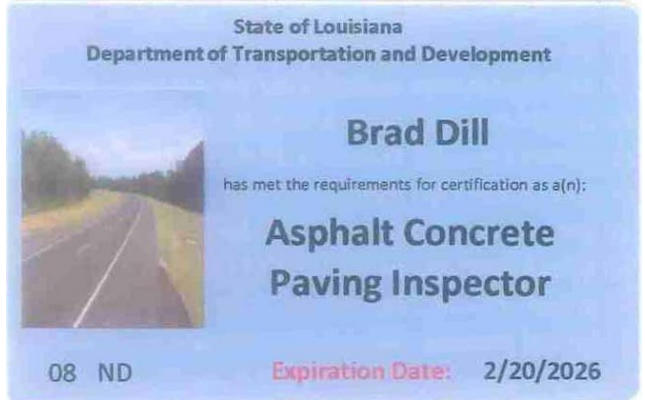 State of Louisiana
Department of Transportation and Development
Brad Dill
has met the requirements for certification as a(n):
Asphalt Concrete
Paving Inspector
08 ND
Expiration Date: 2/20/2026